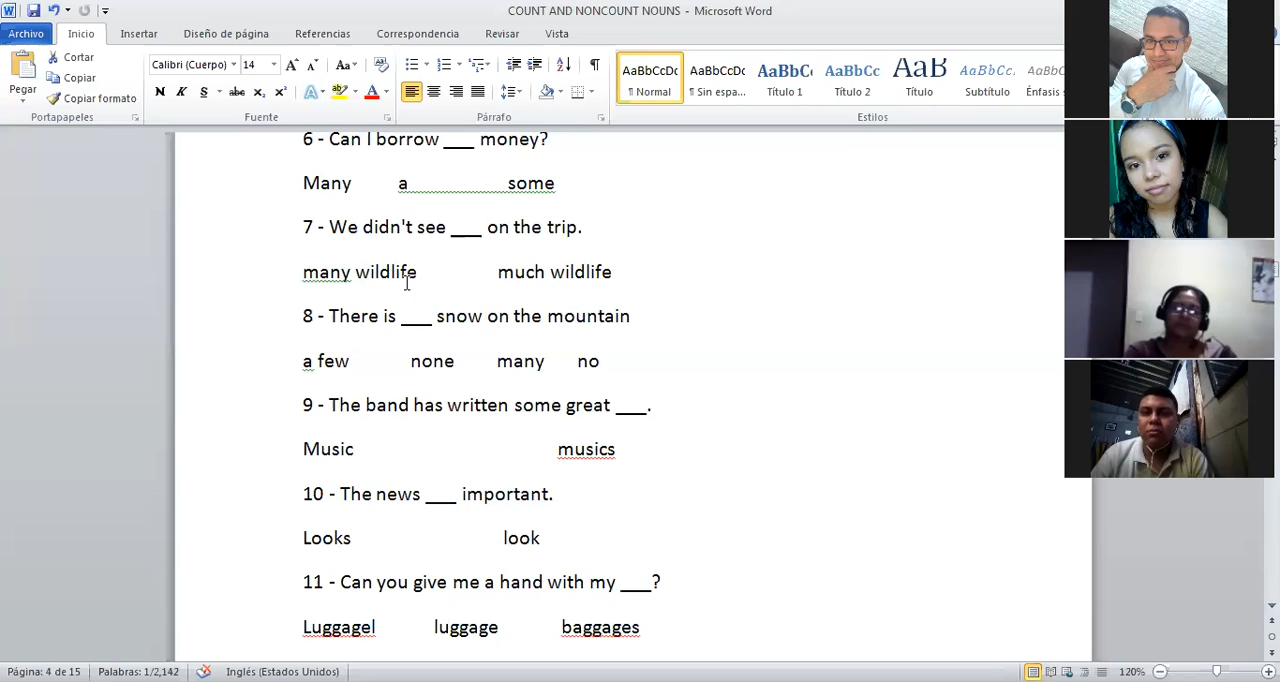 COUNT AND NONCOUNT NOUNS - Microsoft Word
Archivo Inicio Insertar Diseño de página Referencias Correspondencia Revisar Vista
Cortar
Copiar
Copiar formato
Pegar
Portapapeles
Calibri (Cuerpo) 14
Fuente
Párrafo
AaBbCcDc AaBbCcDc AaBbC AaBbCc AaB AaBbCc. AaBbCc
¶ Normal ¶ Sin espa... Título 1 Título 2 Título Subtítulo Énfasis
Estilos
6 - Can I borrow ___ money?
Many a some
7 - We didn't see ___ on the trip.
many wildlife much wildlife
8 - There is ___ snow on the mountain
a few none many no
9 - The band has written some great ___.
Music musics
10 - The news ___ important.
Looks look
11 - Can you give me a hand with my ___?
Luggagel luggage baggages
Página: 4 de 15 Palabras: 1/2,142 Inglés (Estados Unidos) 120%